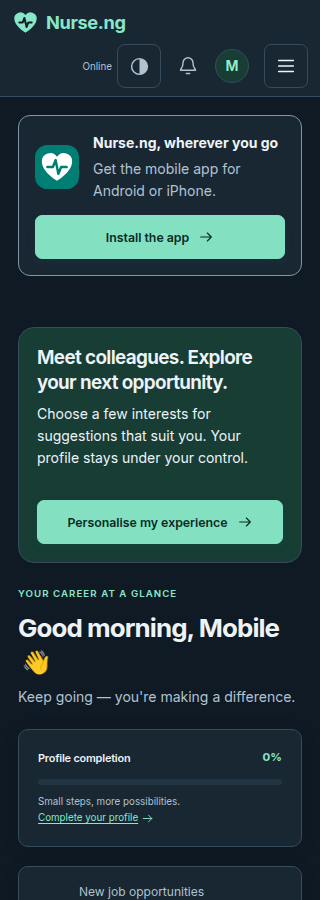 Nurse.ng
Online
M
Nurse.ng, wherever you go
Get the mobile app for
Android or iPhone.
Install the app →
Meet colleagues. Explore
your next opportunity.
Choose a few interests for
suggestions that suit you. Your
profile stays under your control.
Personalise my experience →
YOUR CAREER AT A GLANCE
Good morning, Mobile
👋
Keep going — you're making a difference.
Profile completion 0%
Small steps, more possibilities.
Complete your profile →
New job opportunities